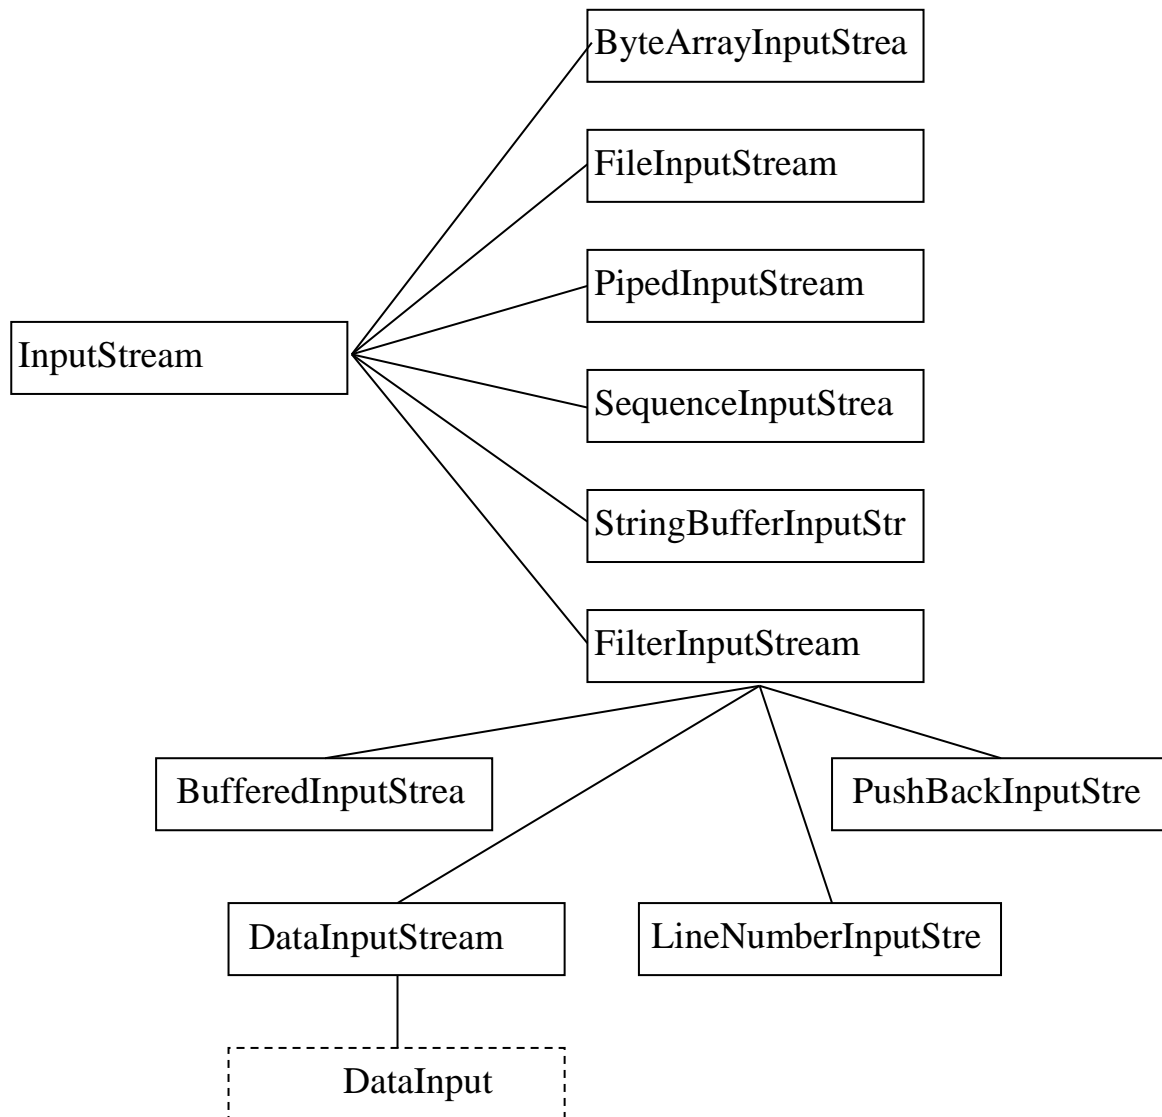 ByteArrayInputStrea
FileInputStream
PipedInputStream
InputStream
SequenceInputStrea
StringBufferInputStr
FilterInputStream
BufferedInputStrea
PushBackInputStre
DataInputStream
LineNumberInputStre
DataInput